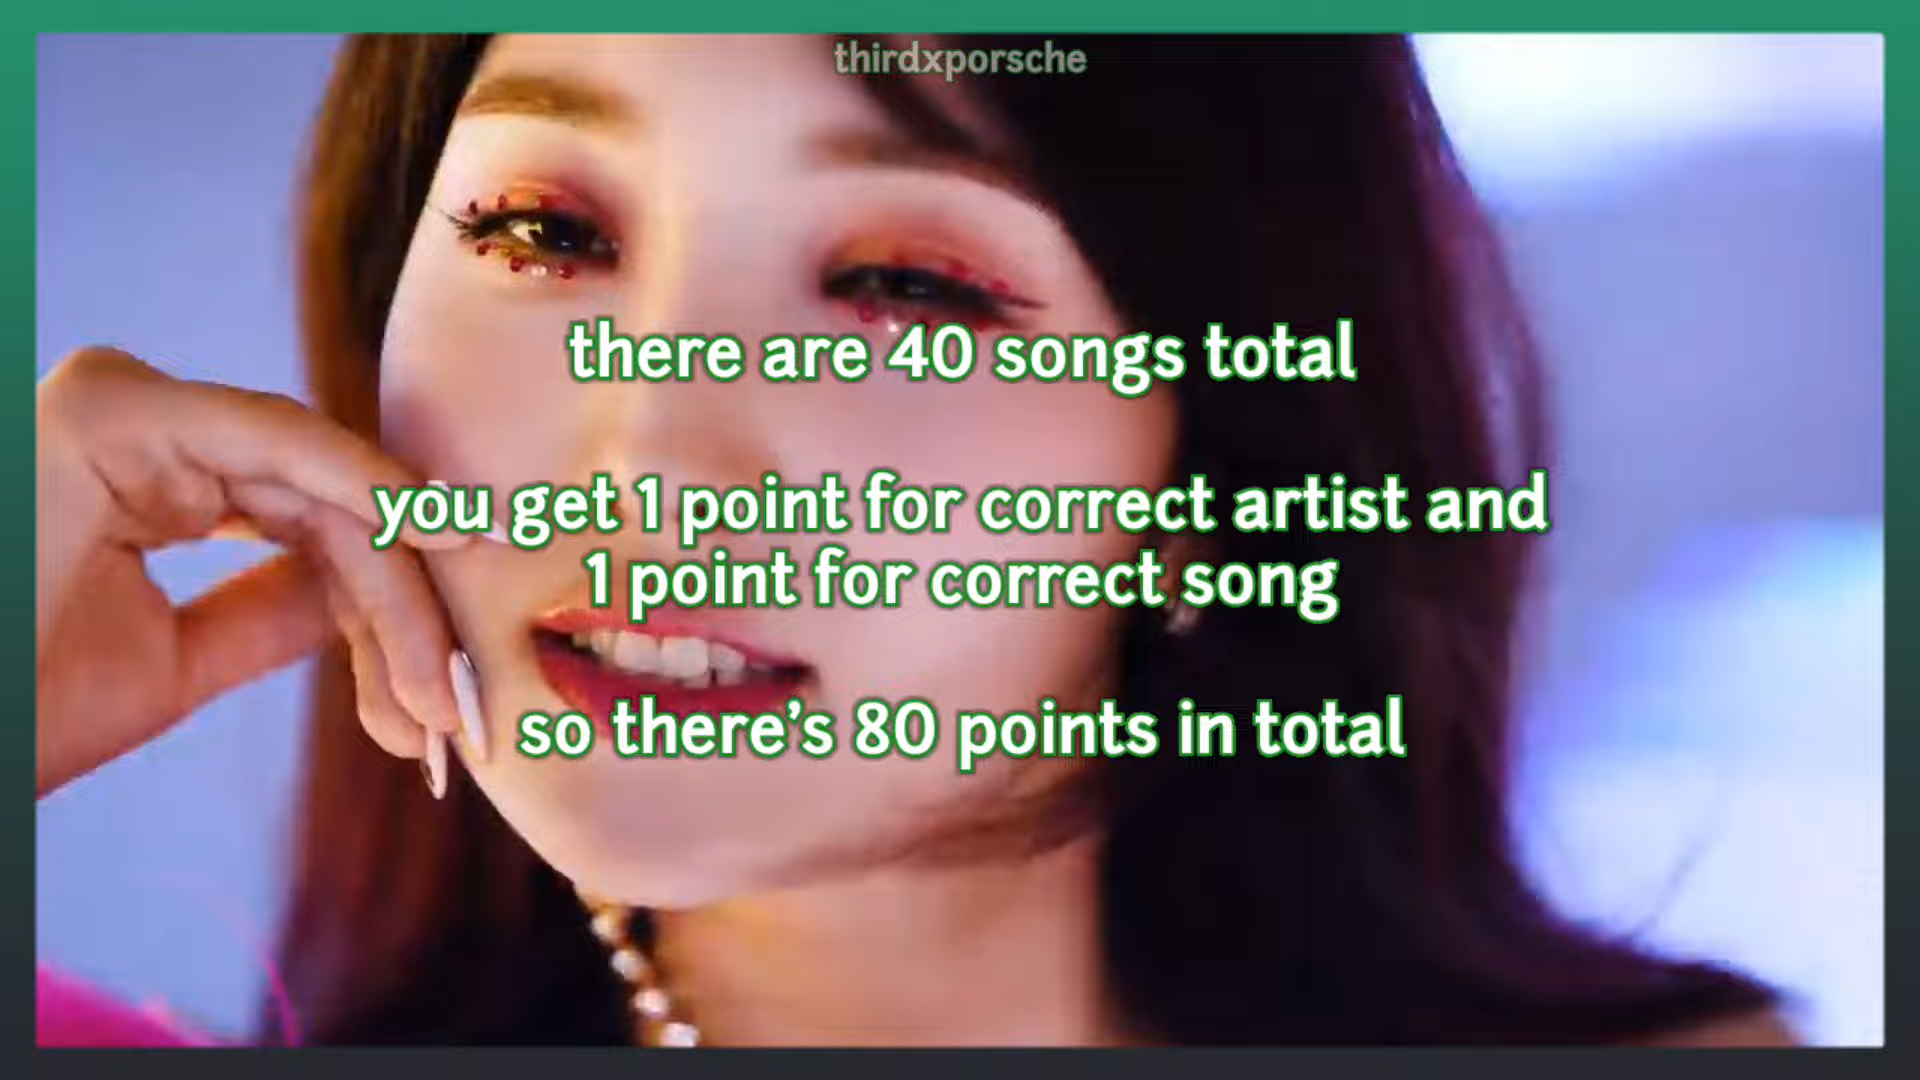 thirdxporsche
there are 40 songs total
you get 1 point for correct artist and
1 point for correct song
so there's 80 points in total